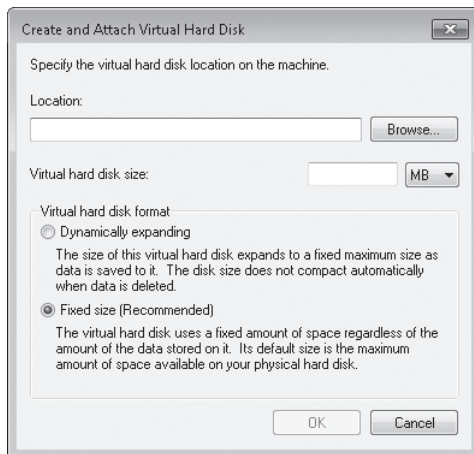 Create and Attach Virtual Hard Disk
Specify the virtual hard disk location on the machine.
Location:
Browse...
Virtual hard disk size:
MB
Virtual hard disk format
Dynamically expanding
The size of this virtual hard disk expands to a fixed maximum size as
data is saved to it. The disk size does not compact automatically
when data is deleted.
Fixed size (Recommended)
The virtual hard disk uses a fixed amount of space regardless of the
amount of the data stored on it. Its default size is the maximum
amount of space available on your physical hard disk.
OK
Cancel